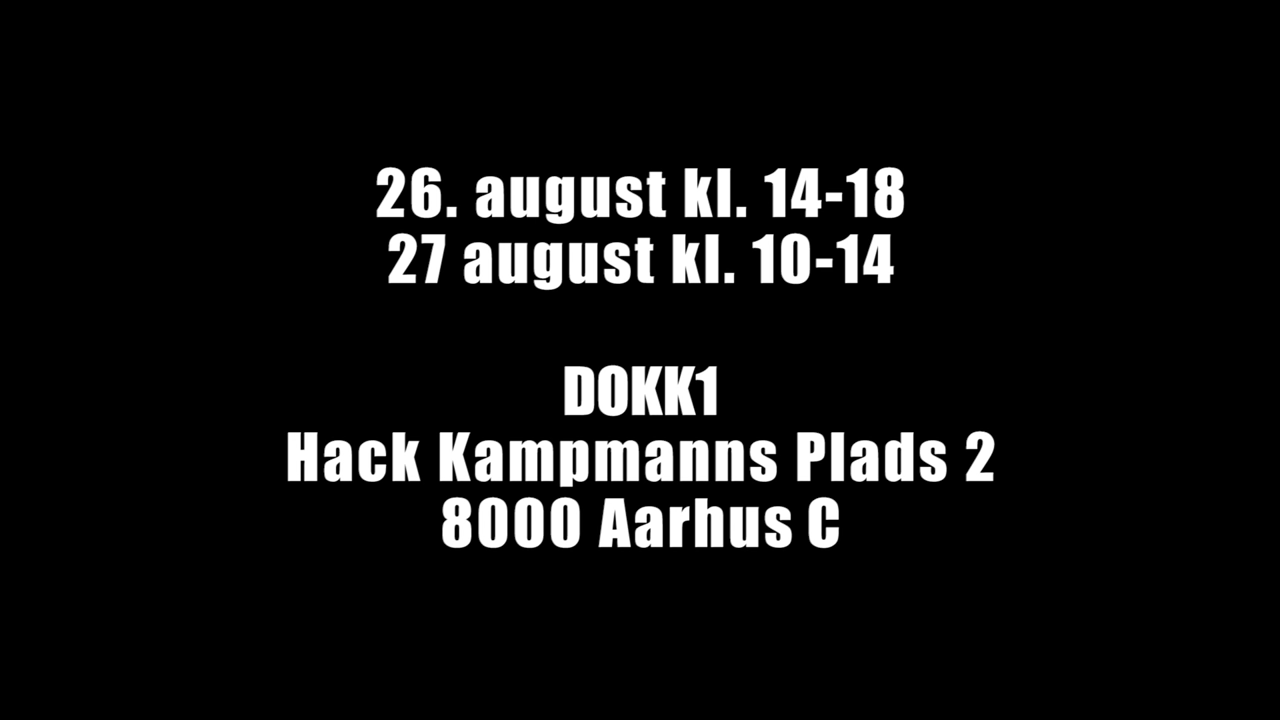 26. august kl. 14-18
27 august kl. 10-14
DOKK1
Hack Kampmanns Plads 2
8000 Aarhus C